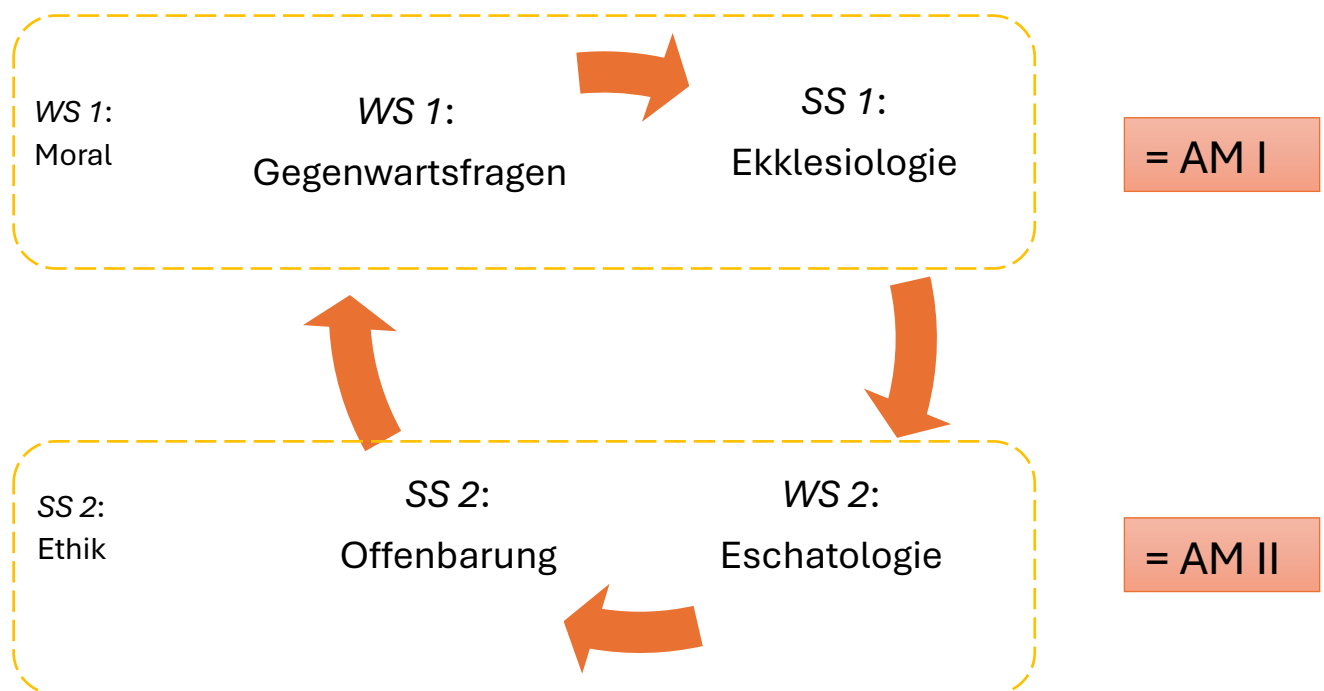 WS 1:
Moral
WS 1:
Gegenwartsfragen
SS 1:
Ekklesiologie
= AM I
SS 2:
Ethik
SS 2:
Offenbarung
WS 2:
Eschatologie
= AM II